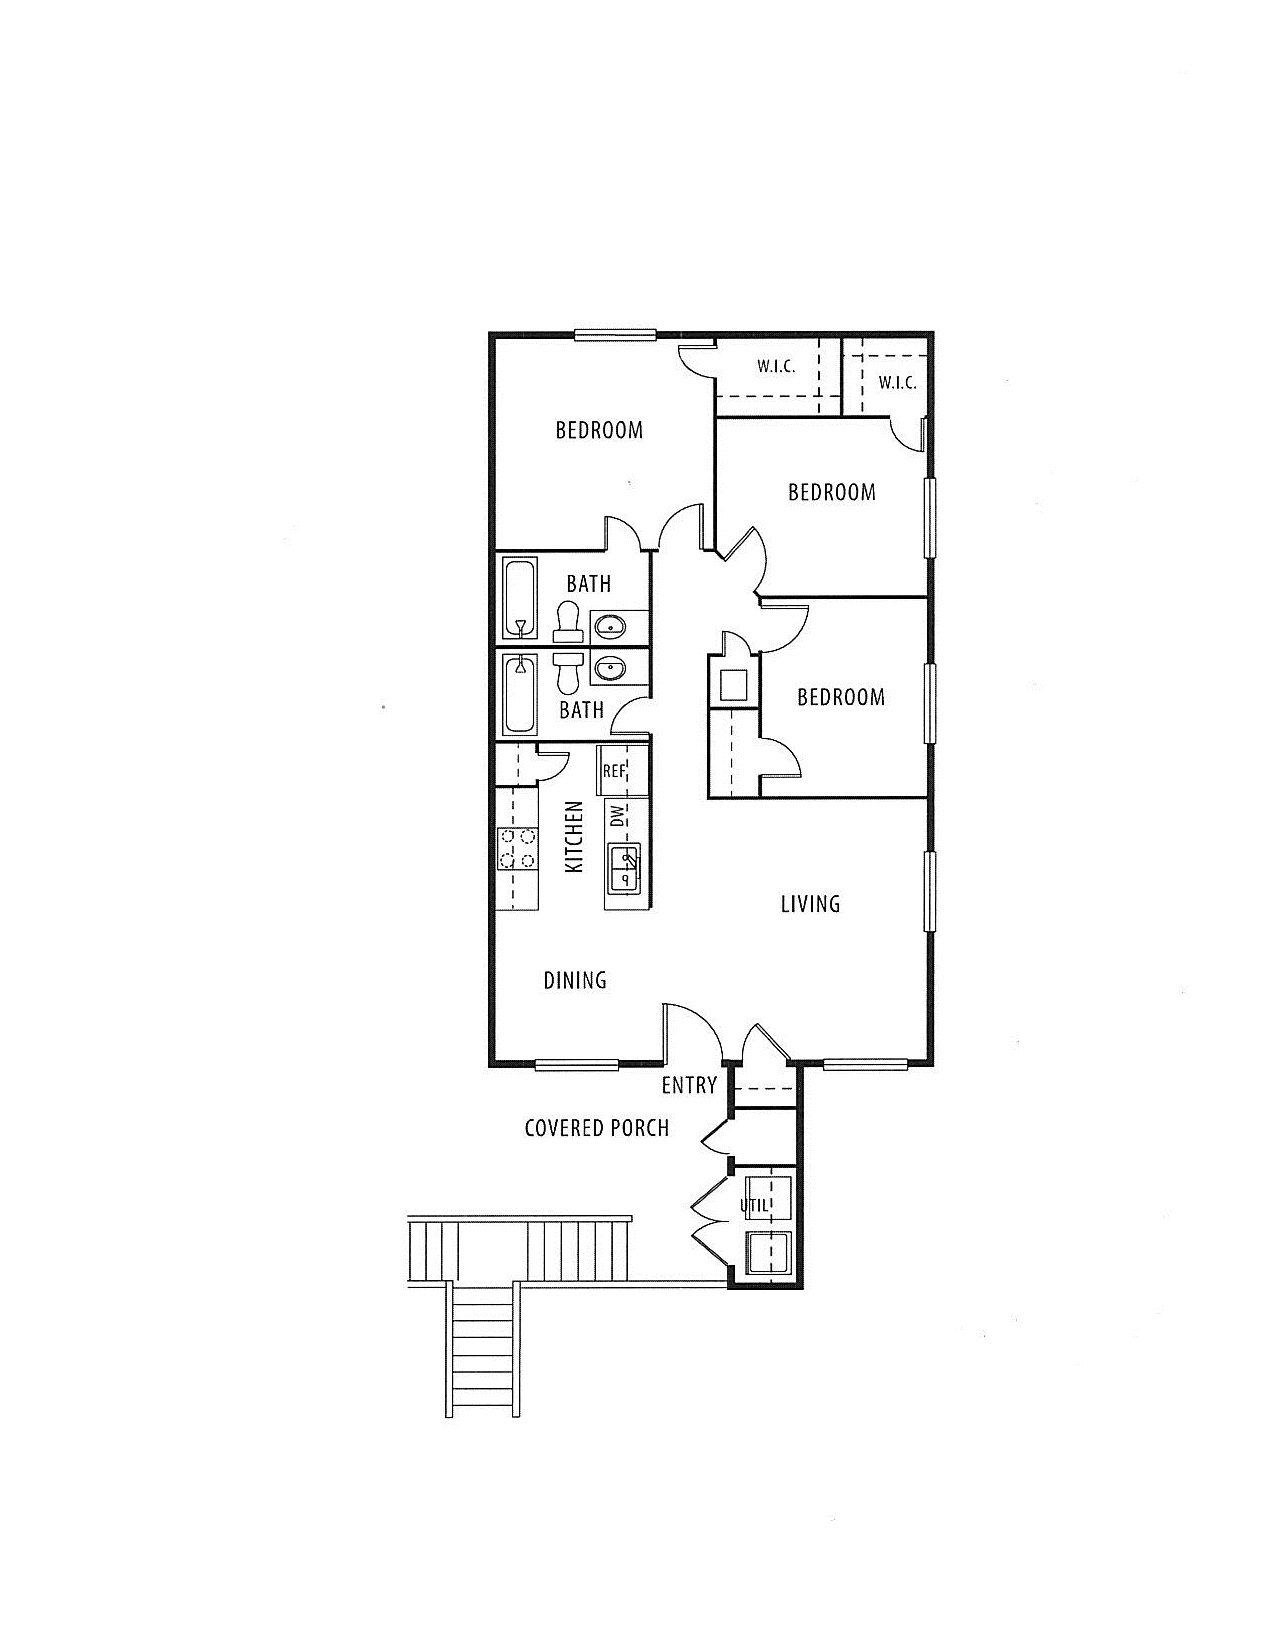 W.I.C.
W.I.C.
BEDROOM
BEDROOM
BATH
BEDROOM
BATH
REF.
DW
KITCHEN
LIVING
DINING
ENTRY
COVERED PORCH
UTIL